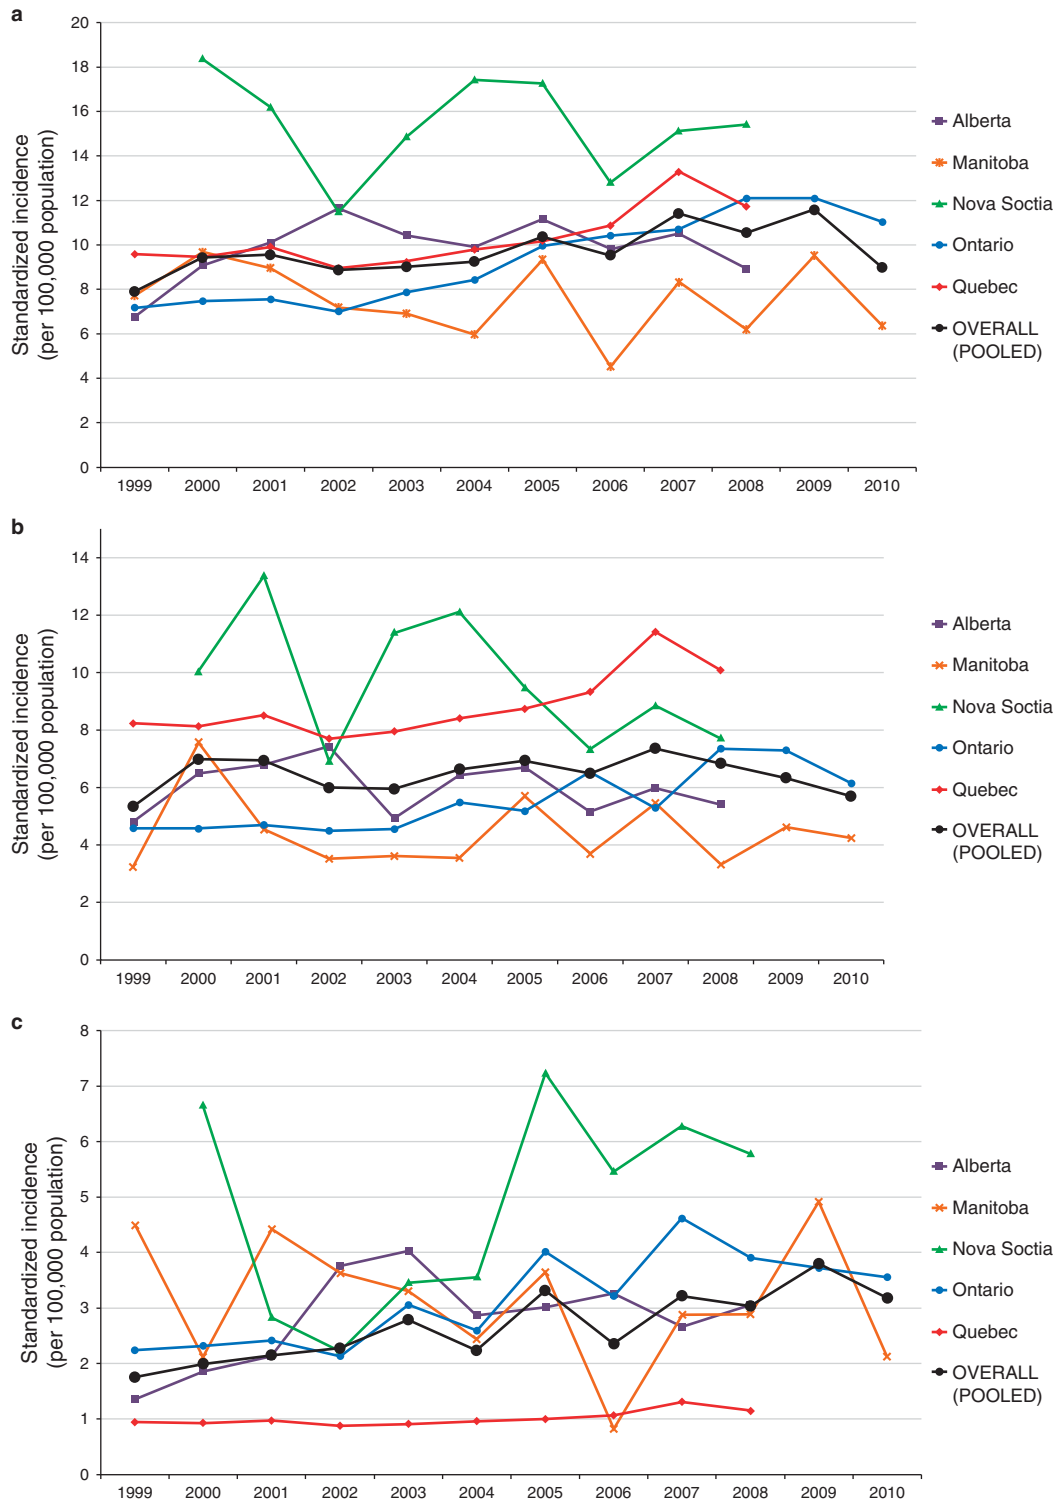 a
20
18
16
14
12
10
8
6
4
2
0
Standardized incidence
(per 100,000 population)
1999 2000 2001 2002 2003 2004 2005 2006 2007 2008 2009 2010
Alberta
Manitoba
Nova Soctia
Ontario
Quebec
OVERALL
(POOLED)
b
14
12
10
8
6
4
2
0
Standardized incidence
(per 100,000 population)
1999 2000 2001 2002 2003 2004 2005 2006 2007 2008 2009 2010
Alberta
Manitoba
Nova Soctia
Ontario
Quebec
OVERALL
(POOLED)
c
8
7
6
5
4
3
2
1
0
Standardized incidence
(per 100,000 population)
1999 2000 2001 2002 2003 2004 2005 2006 2007 2008 2009 2010
Alberta
Manitoba
Nova Soctia
Ontario
Quebec
OVERALL
(POOLED)